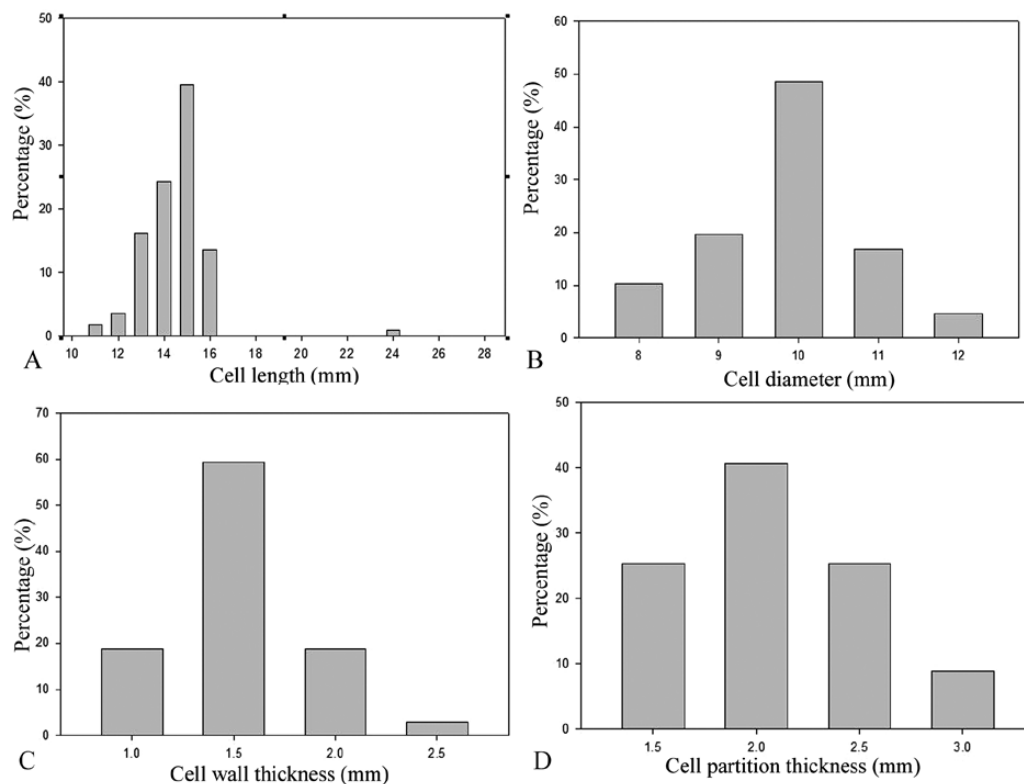 50
40
30
20
10
0
Percentage (%)
10 12 14 16 18 20 22 24 26 28
A
Cell length (mm)
60
50
40
30
20
10
0
Percentage (%)
8 9 10 11 12
B
Cell diameter (mm)
70
60
50
40
30
20
10
0
Percentage (%)
1.0 1.5 2.0 2.5
C
Cell wall thickness (mm)
50
40
30
20
10
0
Percentage (%)
1.5 2.0 2.5 3.0
D
Cell partition thickness (mm)